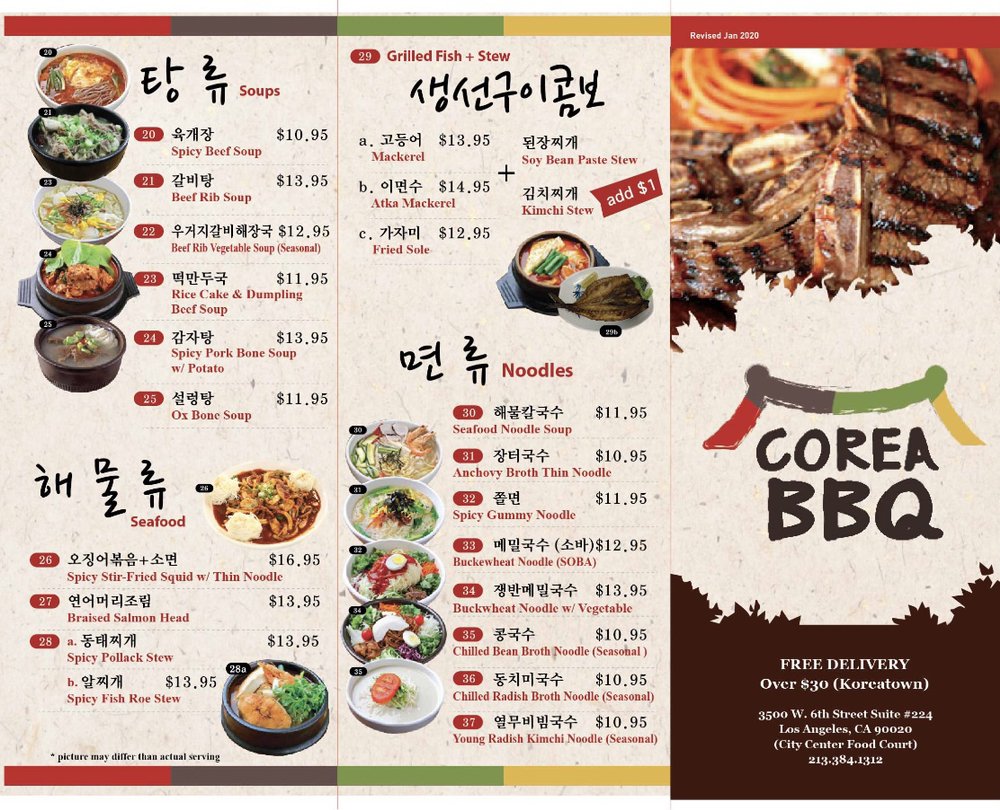 탕 류 Soups
20
21
23
24
25
20 육개장 $10.95
Spicy Beef Soup
21 갈비탕 $13.95
Beef Rib Soup
22 우거지갈비해장국 $12.95
Beef Rib Vegetable Soup (Seasonal)
23 떡만두국 $11.95
Rice Cake & Dumpling
Beef Soup
24 감자탕 $13.95
Spicy Pork Bone Soup
w/ Potato
25 설렁탕 $11.95
Ox Bone Soup
해 물 류
Seafood
26
26 오징어볶음+소면 $16.95
Spicy Stir-Fried Squid w/ Thin Noodle
27 연어머리조림 $13.95
Braised Salmon Head
28 a. 동태찌개 $13.95
Spicy Pollack Stew
b. 알찌개 $13.95
Spicy Fish Roe Stew
28a
* picture may differ than actual serving
29 Grilled Fish + Stew
생선구이콤보
a. 고등어 $13.95
Mackerel
b. 이면수 $14.95
Atka Mackerel
c. 가자미 $12.95
Fried Sole
+
된장찌개
Soy Bean Paste Stew
김치찌개
Kimchi Stew
add $1
29b
면 류 Noodles
30
31
32
34
35
30 해물칼국수 $11.95
Seafood Noodle Soup
31 장터국수 $10.95
Anchovy Broth Thin Noodle
32 쫄면 $11.95
Spicy Gummy Noodle
33 메밀국수 (소바)$12.95
Buckewheat Noodle (SOBA)
34 쟁반메밀국수 $13.95
Buckwheat Noodle w/ Vegetable
35 콩국수 $10.95
Chilled Bean Broth Noodle (Seasonal )
36 동치미국수 $10.95
Chilled Radish Broth Noodle (Seasonal)
37 열무비빔국수 $10.95
Young Radish Kimchi Noodle (Seasonal)
Revised Jan 2020
COREA
BBQ
FREE DELIVERY
Over $30 (Koreatown)
3500 W. 6th Street Suite #224
Los Angeles, CA 90020
(City Center Food Court)
213.384.1312